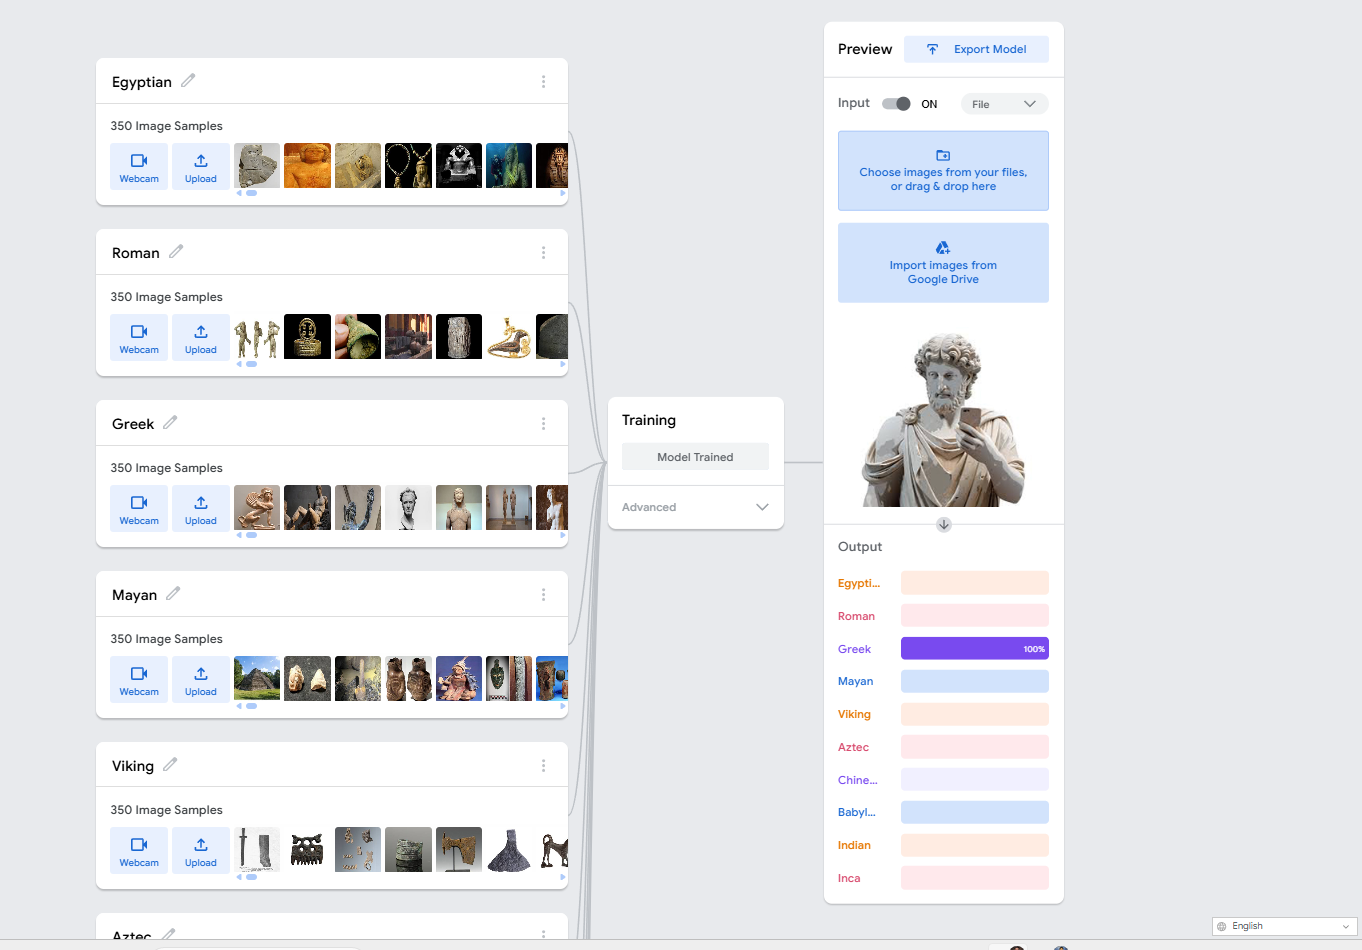 Egyptian
350 Image Samples
Webcam
Upload
Roman
350 Image Samples
Webcam
Upload
Greek
350 Image Samples
Webcam
Upload
Mayan
350 Image Samples
Webcam
Upload
Viking
350 Image Samples
Webcam
Upload
Aztec
Training
Model Trained
Advanced
Preview
Export Model
Input
ON
File
Choose images from your files,
or drag & drop here
Import images from
Google Drive
Output
Egypti...
Roman
Greek
100%
Mayan
Viking
Aztec
Chine...
Babyl...
Indian
Inca
English